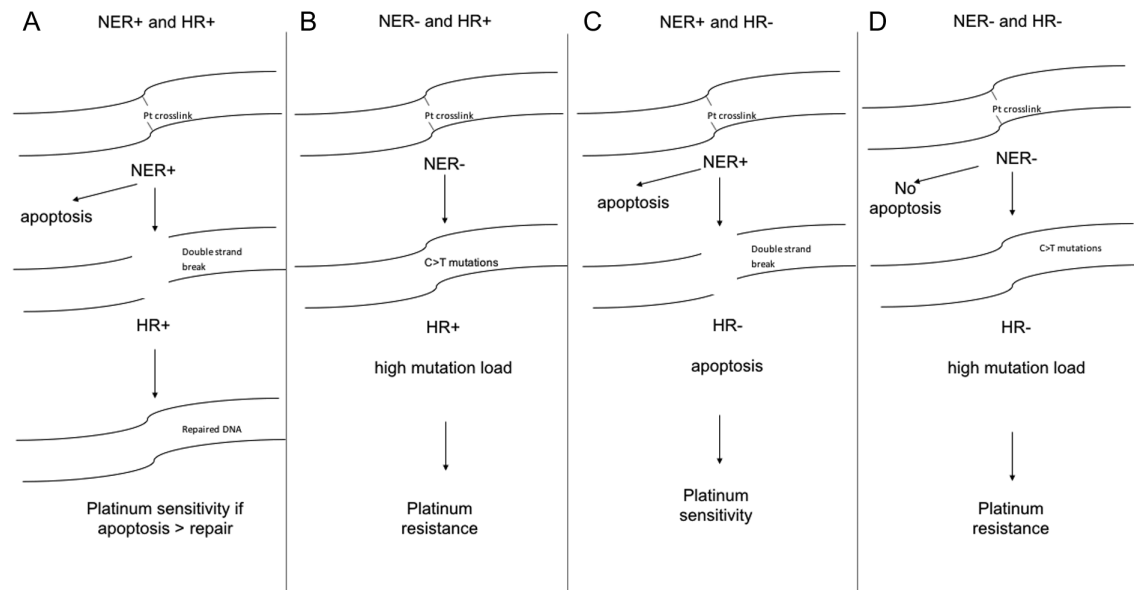 A
NER+ and HR+
Pt crosslink
NER+
apoptosis
Double strand
break
HR+
Repaired DNA
Platinum sensitivity if
apoptosis > repair
B
NER- and HR+
Pt crosslink
NER-
C>T mutations
HR+
high mutation load
Platinum
resistance
C
NER+ and HR-
Pt crosslink
NER+
apoptosis
Double strand
break
HR-
apoptosis
Platinum
sensitivity
D
NER- and HR-
Pt crosslink
NER-
No
apoptosis
C>T mutations
HR-
high mutation load
Platinum
resistance